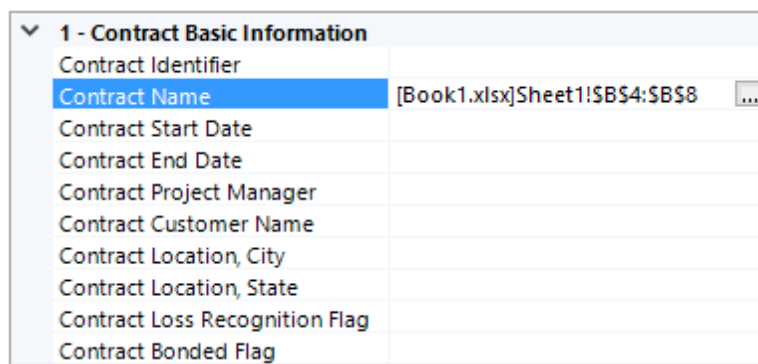 1 - Contract Basic Information
Contract Identifier
Contract Name [Book1.xlsx]Sheet1!$B$4:$B$8 ...
Contract Start Date
Contract End Date
Contract Project Manager
Contract Customer Name
Contract Location, City
Contract Location, State
Contract Loss Recognition Flag
Contract Bonded Flag